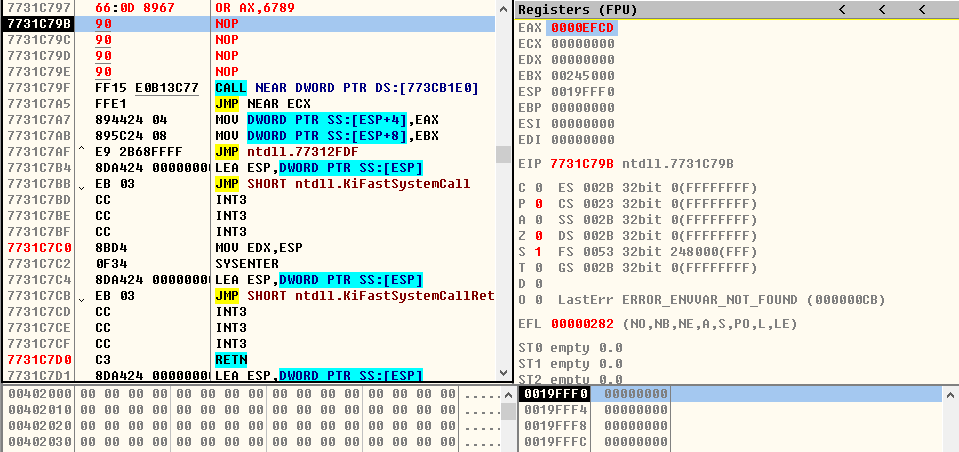 7731C797 66:0D 8967 OR AX,6789
7731C79B 90 NOP
7731C79C 90 NOP
7731C79D 90 NOP
7731C79E 90 NOP
7731C79F FF15 E0B13C77 CALL NEAR DWORD PTR DS:[773CB1E0]
7731C7A5 FFE1 JMP NEAR ECX
7731C7A7 894424 04 MOV DWORD PTR SS:[ESP+4],EAX
7731C7AB 895C24 08 MOV DWORD PTR SS:[ESP+8],EBX
7731C7AF ^ E9 2B68FFFF JMP ntdll.77312FDF
7731C7B4 8DA424 00000000 LEA ESP,DWORD PTR SS:[ESP]
7731C7BB EB 03 JMP SHORT ntdll.KiFastSystemCall
7731C7BD CC INT3
7731C7BE CC INT3
7731C7BF CC INT3
7731C7C0 8BD4 MOV EDX,ESP
7731C7C2 0F34 SYSENTER
7731C7C4 8DA424 00000000 LEA ESP,DWORD PTR SS:[ESP]
7731C7CB EB 03 JMP SHORT ntdll.KiFastSystemCallRet
7731C7CD CC INT3
7731C7CE CC INT3
7731C7CF CC INT3
7731C7D0 C3 RETN
7731C7D1 8DA424 00000000 LEA ESP,DWORD PTR SS:[ESP]
Registers (FPU) < < <
EAX 0000EFCD
ECX 00000000
EDX 00000000
EBX 00245000
ESP 0019FFF0
EBP 00000000
ESI 00000000
EDI 00000000
EIP 7731C79B ntdll.7731C79B
C 0 ES 002B 32bit 0(FFFFFFFF)
P 0 CS 0023 32bit 0(FFFFFFFF)
A 0 SS 002B 32bit 0(FFFFFFFF)
Z 0 DS 002B 32bit 0(FFFFFFFF)
S 1 FS 0053 32bit 248000(FFF)
T 0 GS 002B 32bit 0(FFFFFFFF)
D 0
O 0 LastErr ERROR_ENVVAR_NOT_FOUND (000000CB)
EFL 00000282 (NO,NB,NE,A,S,PO,L,LE)
ST0 empty 0.0
ST1 empty 0.0
ST2 empty 0.0
00402000 00 00 00 00 00 00 00 00 00 00 00 00 00 00 00 00 .....
00402010 00 00 00 00 00 00 00 00 00 00 00 00 00 00 00 00 .....
00402020 00 00 00 00 00 00 00 00 00 00 00 00 00 00 00 00 .....
00402030 00 00 00 00 00 00 00 00 00 00 00 00 00 00 00 00 .....
0019FFF0 00000000
0019FFF4 00000000
0019FFF8 00000000
0019FFFC 00000000